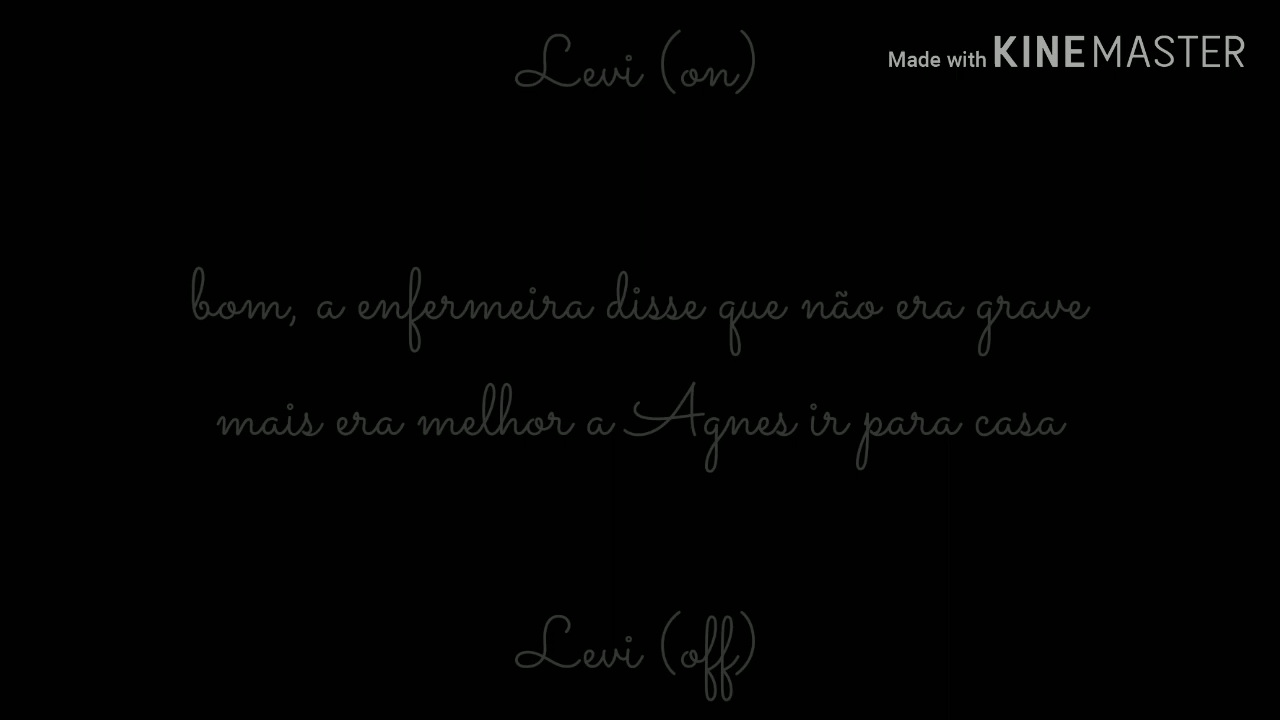 Levi (on)
Made with KINEMASTER
bom, a enfermeira disse que não era grave
mais era melhor a Agnes ir para casa
Levi (off)